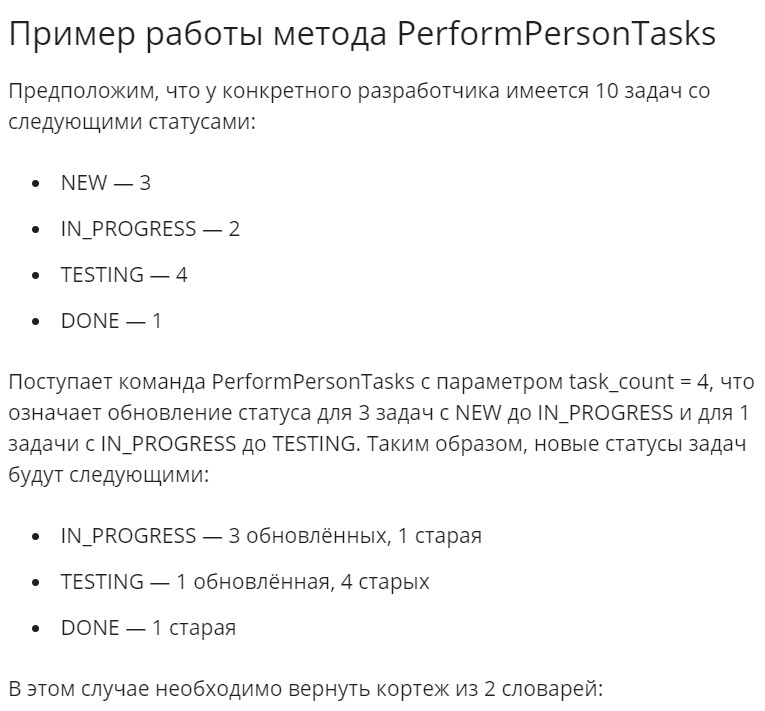 Пример работы метода PerformPersonTasks
Предположим, что у конкретного разработчика имеется 10 задач со
следующими статусами:
• NEW — 3
• IN_PROGRESS — 2
• TESTING — 4
• DONE — 1
Поступает команда PerformPersonTasks с параметром task_count = 4, что
означает обновление статуса для 3 задач с NEW до IN_PROGRESS и для 1
задачи с IN_PROGRESS до TESTING. Таким образом, новые статусы задач
будут следующими:
• IN_PROGRESS — 3 обновлённых, 1 старая
• TESTING — 1 обновлённая, 4 старых
• DONE — 1 старая
В этом случае необходимо вернуть кортеж из 2 словарей: